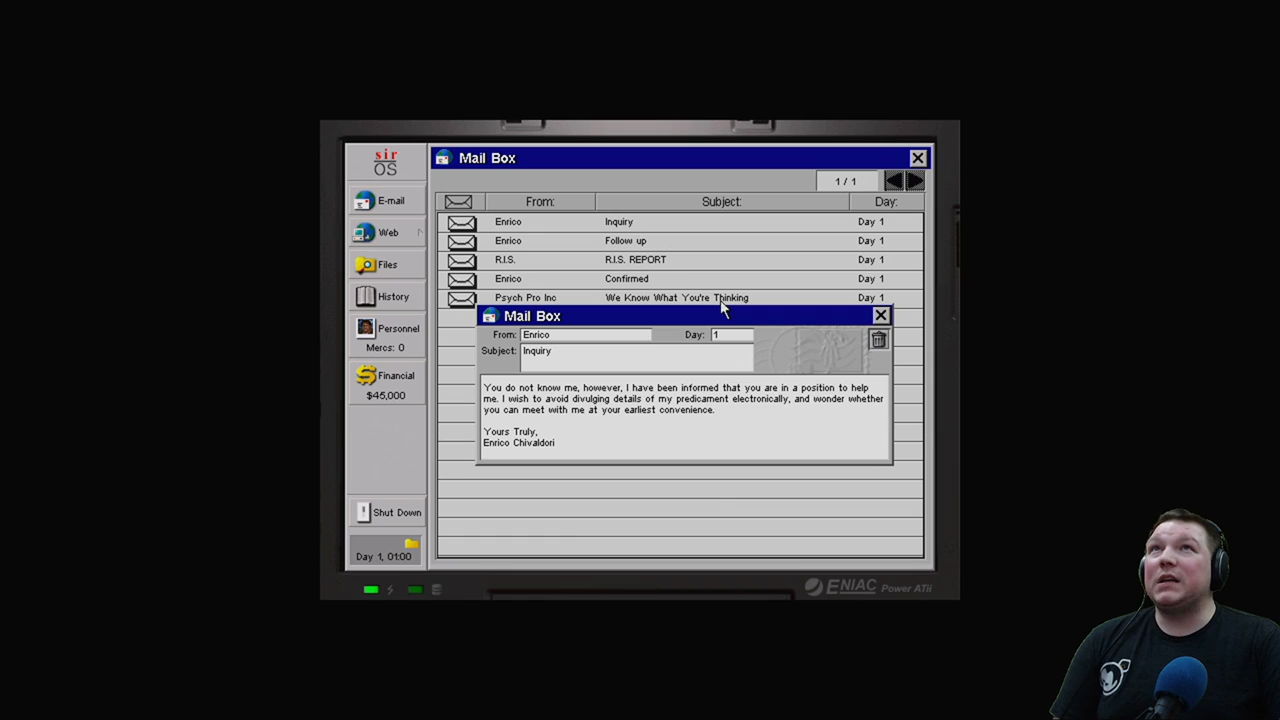 sir
OS
Mail Box
E-mail
1 / 1
From:
Subject:
Day:
Enrico
Inquiry
Day 1
Web
Enrico
Follow up
Day 1
Files
R.I.S.
R.I.S. REPORT
Day 1
Enrico
Confirmed
Day 1
History
Psych Pro Inc
We Know What You're Thinking
Day 1
Personnel
Mercs: 0
Financial
$45,000
Mail Box
From:
Enrico
Day:
1
Subject:
Inquiry
You do not know me, however, I have been informed that you are in a position to help
me. I wish to avoid divulging details of my predicament electronically, and wonder whether
you can meet with me at your earliest convenience.
Yours Truly,
Enrico Chivaldori
Shut Down
Day 1, 01:00
ENIAC Power ATii